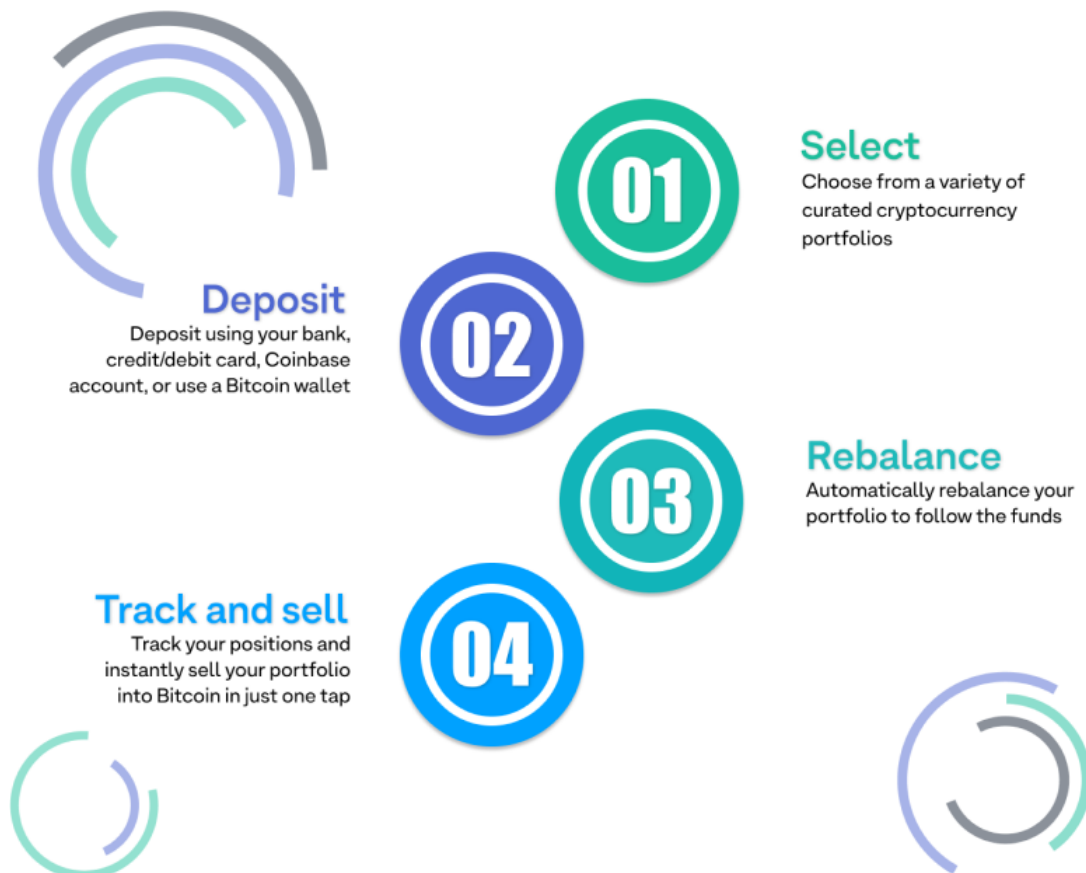 01
Select
Choose from a variety of
curated cryptocurrency
portfolios
Deposit
Deposit using your bank,
credit/debit card, Coinbase
account, or use a Bitcoin wallet
02
03
Rebalance
Automatically rebalance your
portfolio to follow the funds
Track and sell
Track your positions and
instantly sell your portfolio
into Bitcoin in just one tap
04